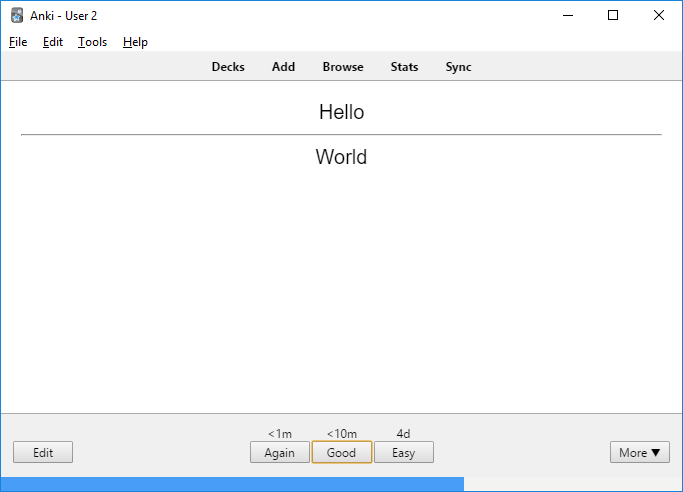 Anki - User 2
File Edit Tools Help
Decks Add Browse Stats Sync
Hello
World
<1m <10m 4d
Edit Again Good Easy More ▼